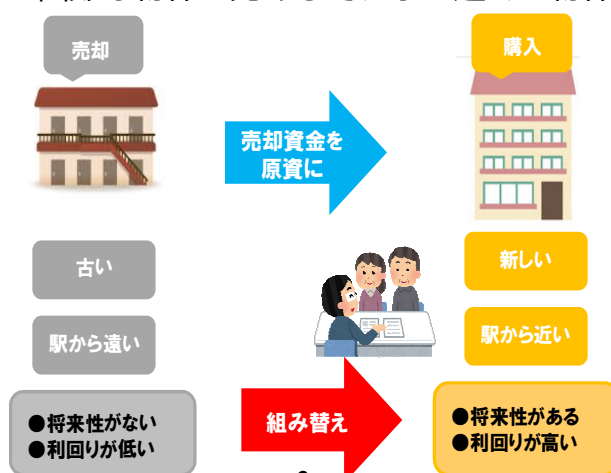 売却
購入
売却資金を
原資に
古い
新しい
駅から遠い
駅から近い
●将来性がない
●利回りが低い
組み替え
●将来性がある
●利回りが高い